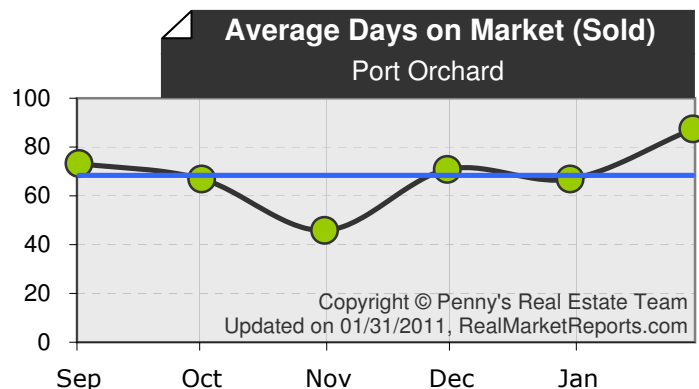 Average Days on Market (Sold)
Port Orchard
100
80
60
40
20
0
Copyright © Penny's Real Estate Team
Updated on 01/31/2011, RealMarketReports.com
Sep Oct Nov Dec Jan